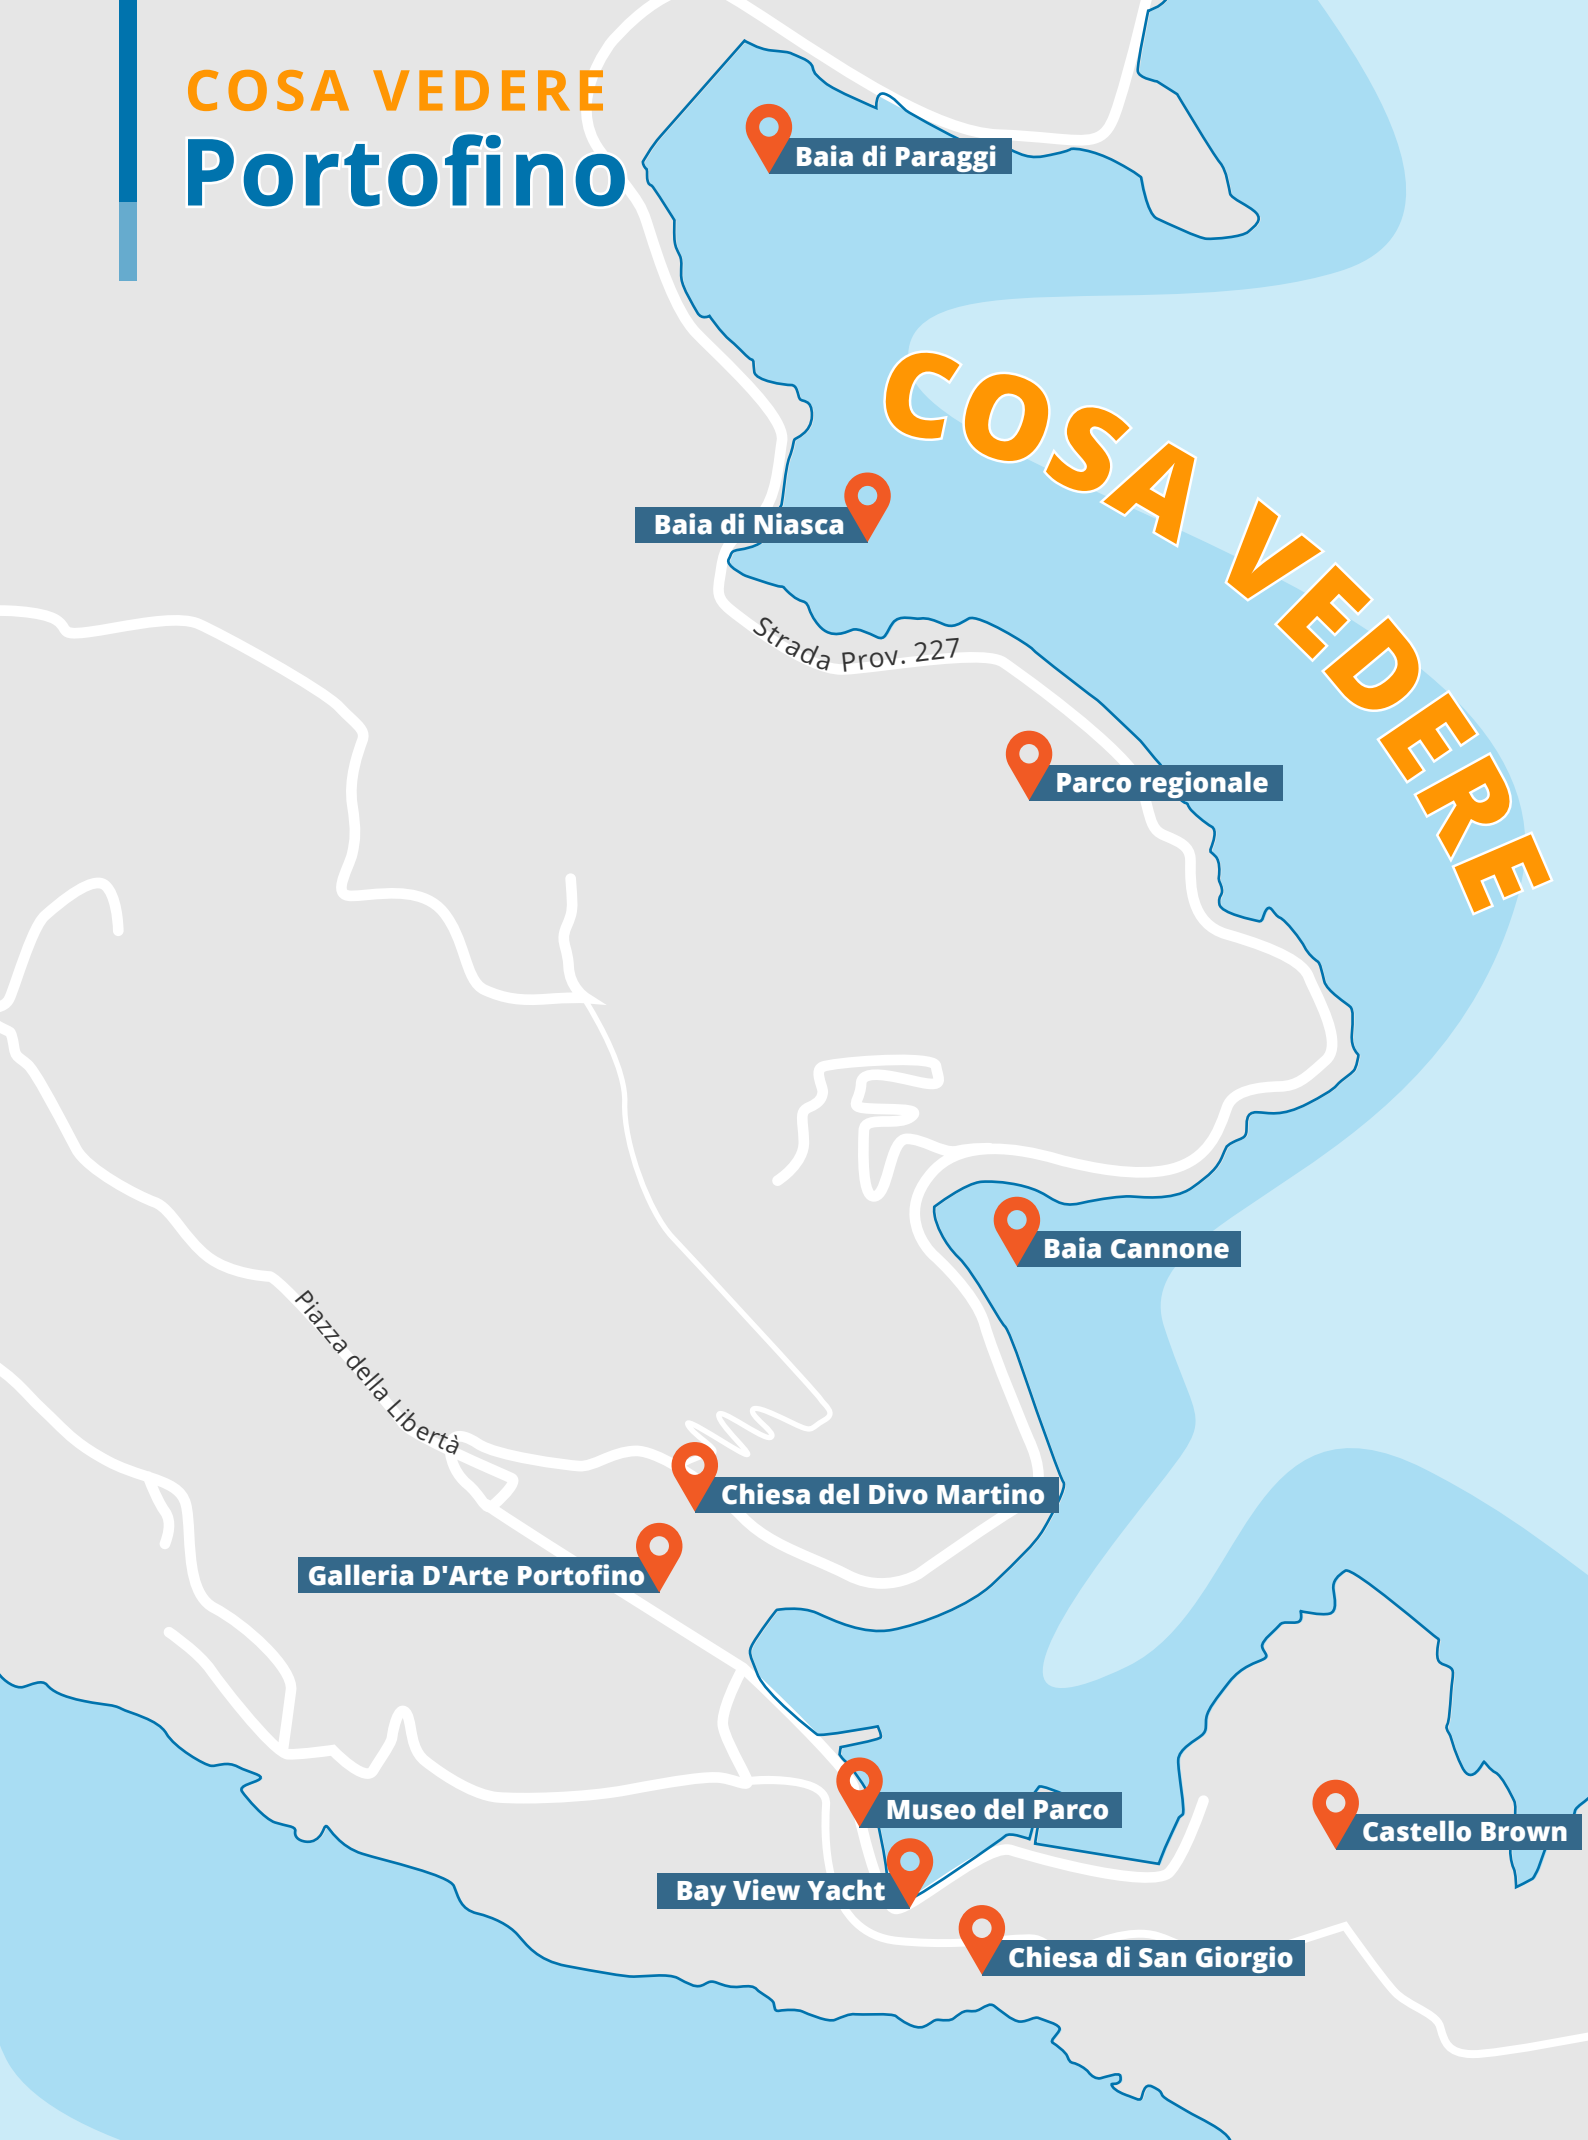 COSA VEDERE
Portofino
Baia di Paraggi
COSA VEDERE
Baia di Niasca
Strada Prov. 227
Parco regionale
Baia Cannone
Piazza della Libertà
Chiesa del Divo Martino
Galleria D'Arte Portofino
Museo del Parco
Castello Brown
Bay View Yacht
Chiesa di San Giorgio